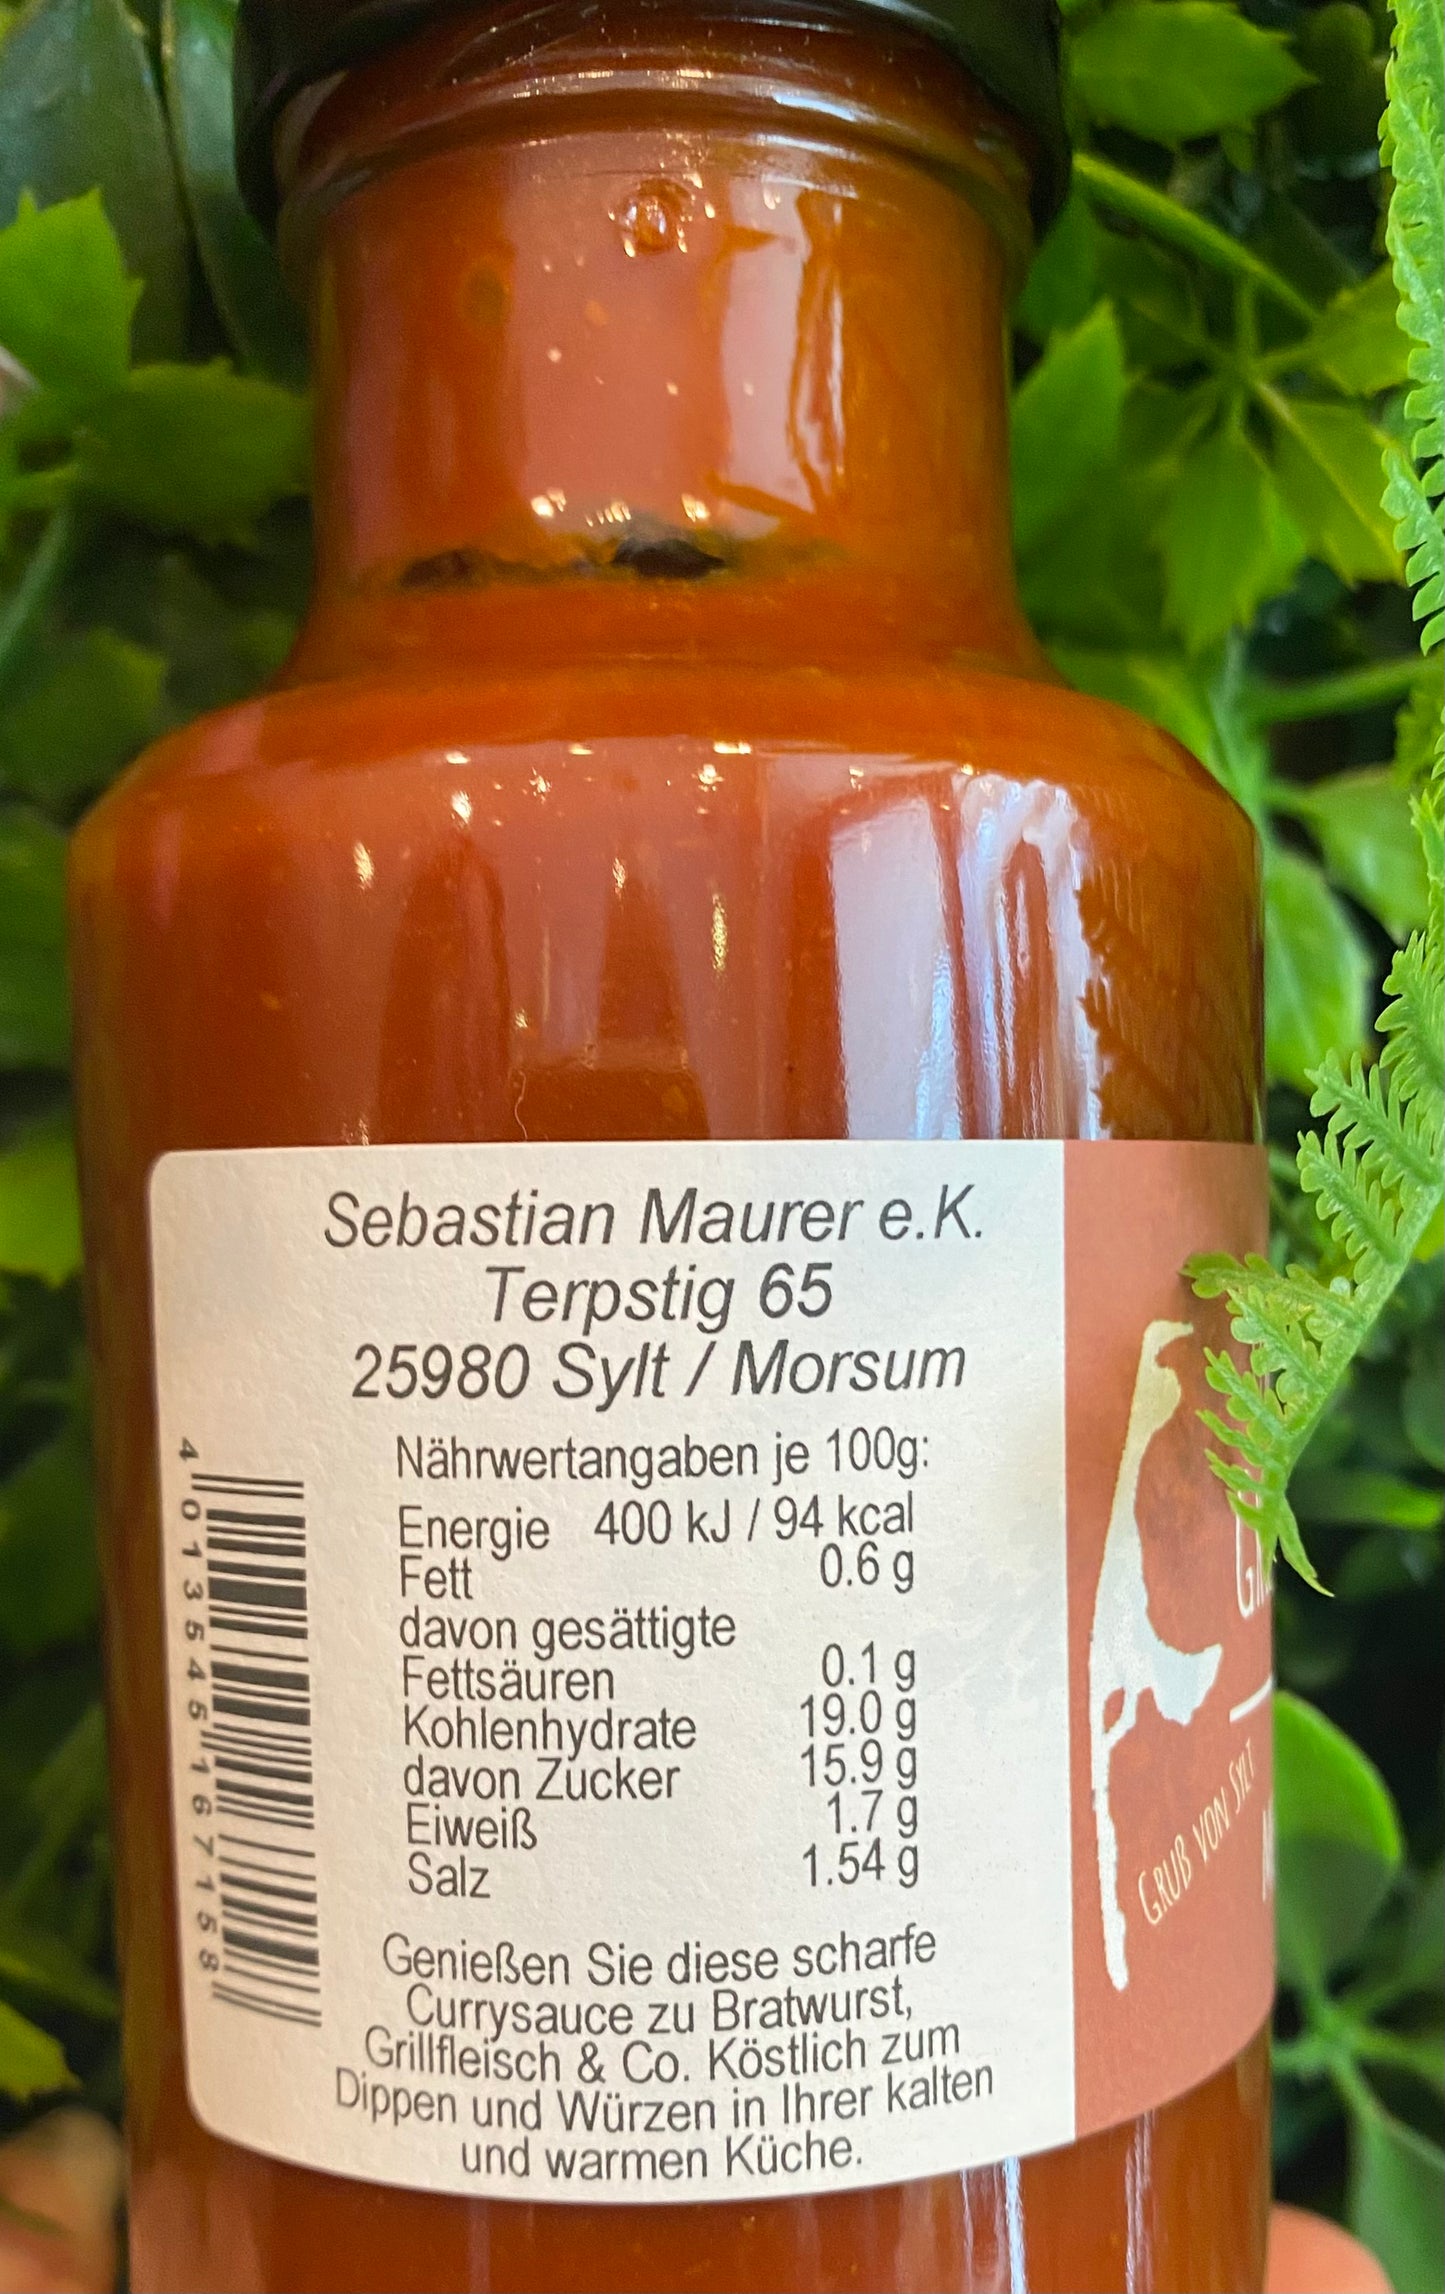 Sebastian Maurer e.K.
Terpstig 65
25980 Sylt / Morsum
Nährwertangaben je 100g:
Energie 400 kJ / 94 kcal
Fett 0.6 g
davon gesättigte
Fettsäuren 0.1 g
Kohlenhydrate 19.0 g
davon Zucker 15.9 g
Eiweiß 1.7 g
Salz 1.54 g
Genießen Sie diese scharfe
Currysauce zu Bratwurst,
Grillfleisch & Co. Köstlich zum
Dippen und Würzen in Ihrer kalten
und warmen Küche.
4 013545 167158
GRUß VON SYLT